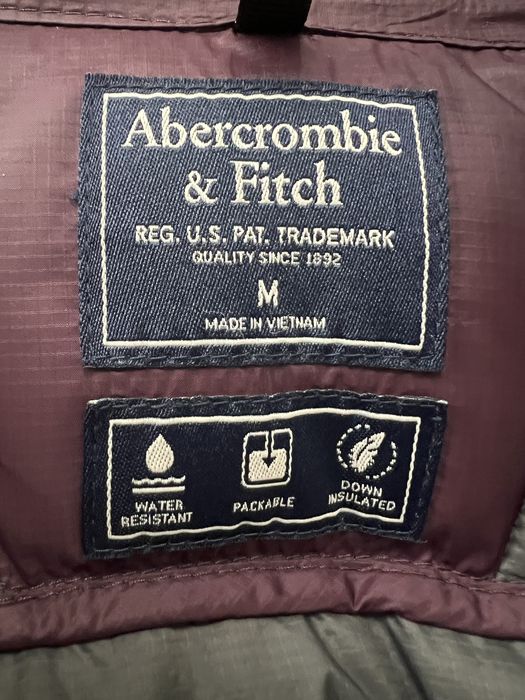 Abercrombie
& Fitch
REG. U.S. PAT. TRADEMARK
QUALITY SINCE 1892
M
MADE IN VIETNAM
WATER
RESISTANT
PACKABLE
DOWN
INSULATED